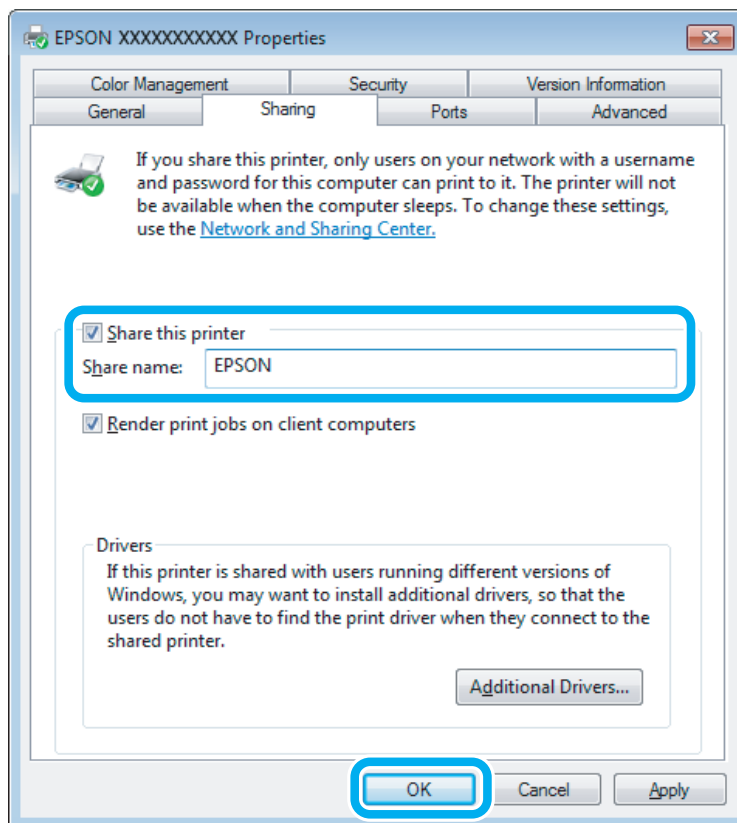 EPSON XXXXXXXXXXX Properties
Color Management Security Version Information
General Sharing Ports Advanced
If you share this printer, only users on your network with a username
and password for this computer can print to it. The printer will not
be available when the computer sleeps. To change these settings,
use the Network and Sharing Center.
Share this printer
Share name: EPSON
Render print jobs on client computers
Drivers
If this printer is shared with users running different versions of
Windows, you may want to install additional drivers, so that the
users do not have to find the print driver when they connect to the
shared printer.
Additional Drivers...
OK Cancel Apply